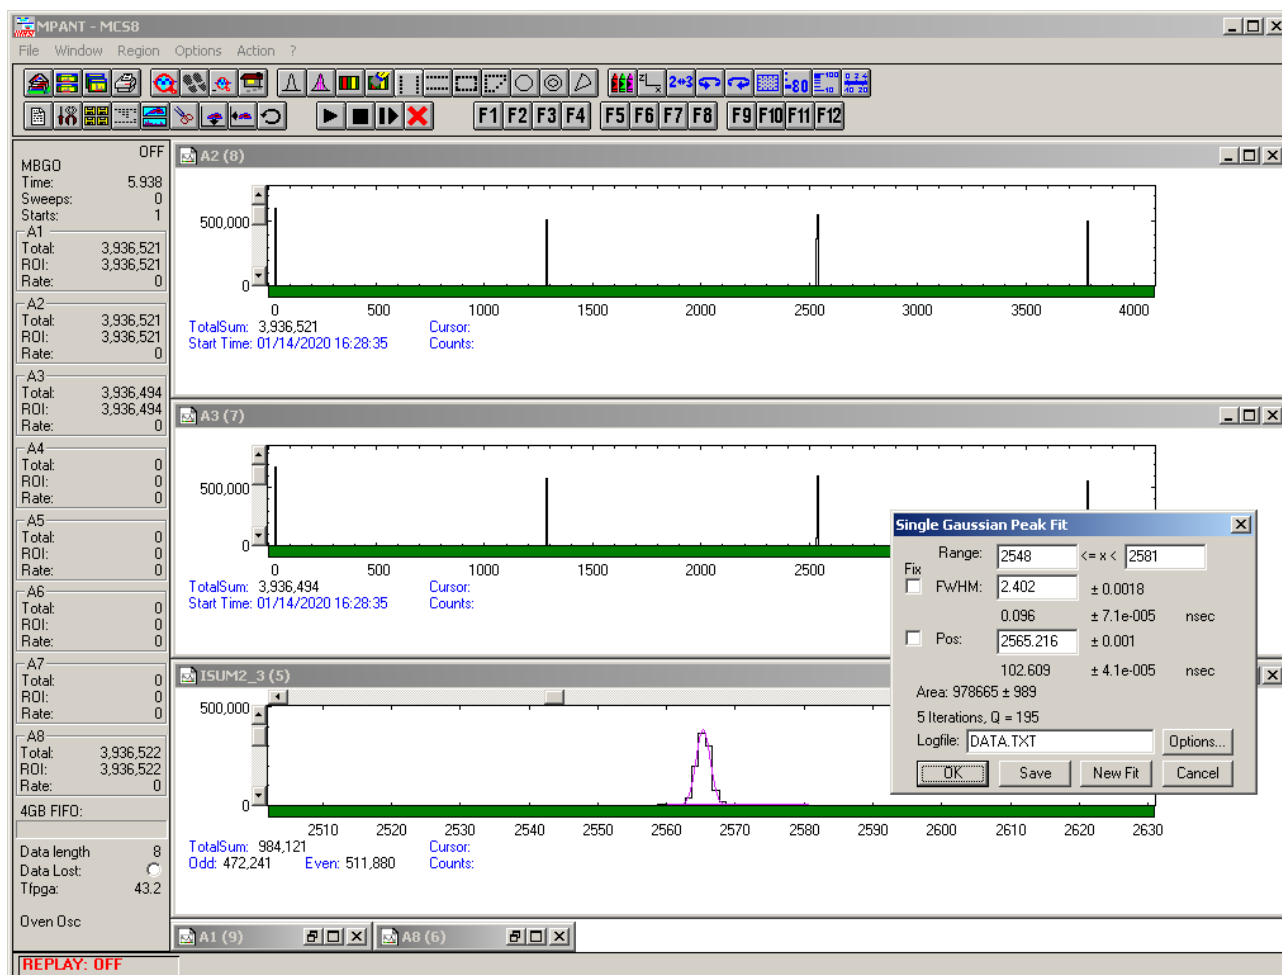 MPANT - MCS8
File Window Region Options Action ?
F1 F2 F3 F4 F5 F6 F7 F8 F9 F10 F11 F12
OFF
MBGO
Time: 5.938
Sweeps: 0
Starts: 1
A1
Total: 3,936,521
ROI: 3,936,521
Rate: 0
A2
Total: 3,936,521
ROI: 3,936,521
Rate: 0
A3
Total: 3,936,494
ROI: 3,936,494
Rate: 0
A4
Total: 0
ROI: 0
Rate: 0
A5
Total: 0
ROI: 0
Rate: 0
A6
Total: 0
ROI: 0
Rate: 0
A7
Total: 0
ROI: 0
Rate: 0
A8
Total: 3,936,522
ROI: 3,936,522
Rate: 0
4GB FIFO:
Data length 8
Data Lost:
Tfpga: 43.2
Oven Osc
A2 (8)
500,000
0
0 500 1000 1500 2000 2500 3000 3500 4000
TotalSum: 3,936,521 Cursor:
Start Time: 01/14/2020 16:28:35 Counts:
A3 (7)
500,000
0
0 500 1000 1500 2000 2500
TotalSum: 3,936,494 Cursor:
Start Time: 01/14/2020 16:28:35 Counts:
ISUM2_3 (5)
500,000
0
2510 2520 2530 2540 2550 2560 2570 2580 2590 2600 2610 2620 2630
TotalSum: 984,121 Cursor:
Odd: 472,241 Even: 511,880 Counts:
Single Gaussian Peak Fit
Range: 2548 <= x < 2581
Fix
FWHM: 2.402 ± 0.0018
0.096 ± 7.1e-005 nsec
Pos: 2565.216 ± 0.001
102.609 ± 4.1e-005 nsec
Area: 978665 ± 989
5 Iterations, Q = 195
Logfile: DATA.TXT Options...
OK Save New Fit Cancel
A1 (9) A8 (6)
REPLAY: OFF